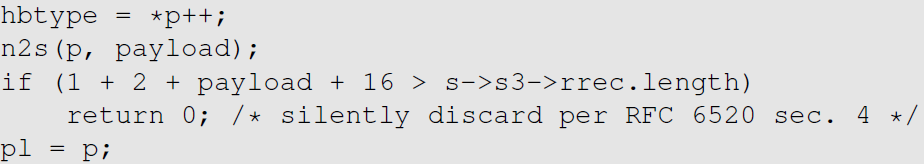 hbtype = *p++;
n2s(p, payload);
if (1 + 2 + payload + 16 > s->s3->rrec.length)
    return 0; /* silently discard per RFC 6520 sec. 4 */
pl = p;